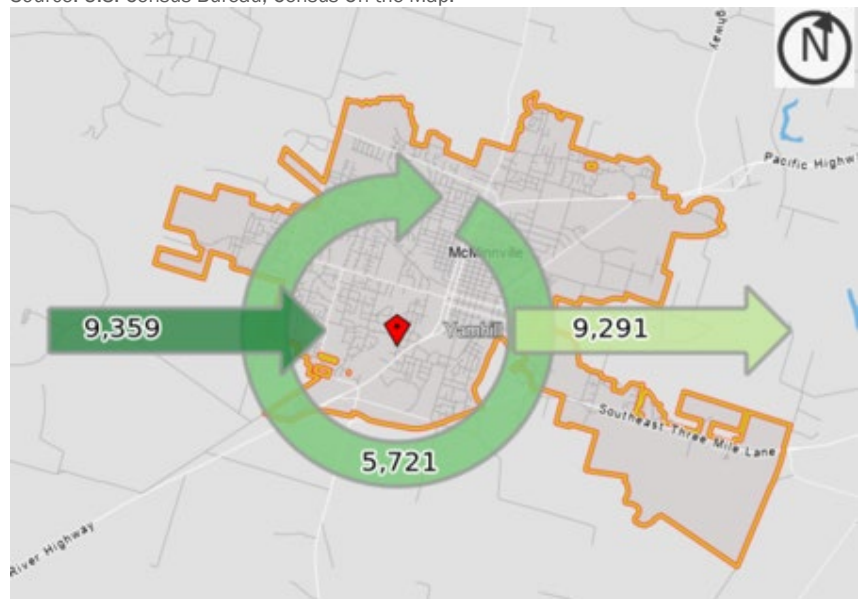 Source: U.S. Census Bureau, Census On the Map.
N
Highway
Pacific Highw
McMinnville
9,359
Yamhill
9,291
Southeast Three Mile Lane
5,721
River Highway